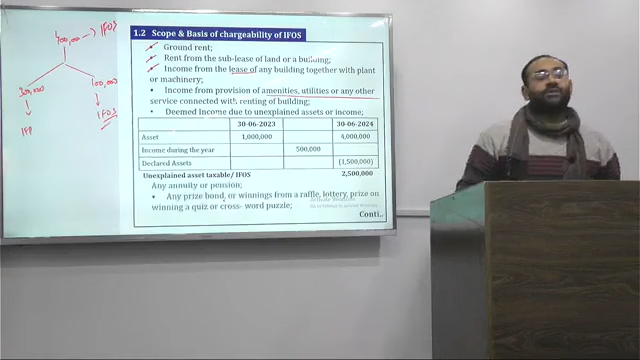 400,000 → IFOS
300,000
100,000
IFOS
1.2 Scope & Basis of chargeability of IFOS
Ground rent;
Rent from the sub-lease of land or a building;
Income from the lease of any building together with plant
or machinery;
• Income from provision of amenities, utilities or any other
service connected with renting of building;
• Deemed Income due to unexplained assets or income;
30-06-2023 30-06-2024
Asset 1,000,000 4,000,000
Income during the year 500,000
Declared Assets (1,500,000)
Unexplained asset taxable/ IFOS 2,500,000
Any annuity or pension;
• Any prize bond, or winnings from a raffle, lottery, prize on
winning a quiz or cross- word puzzle;
Activate Windows
Conti..